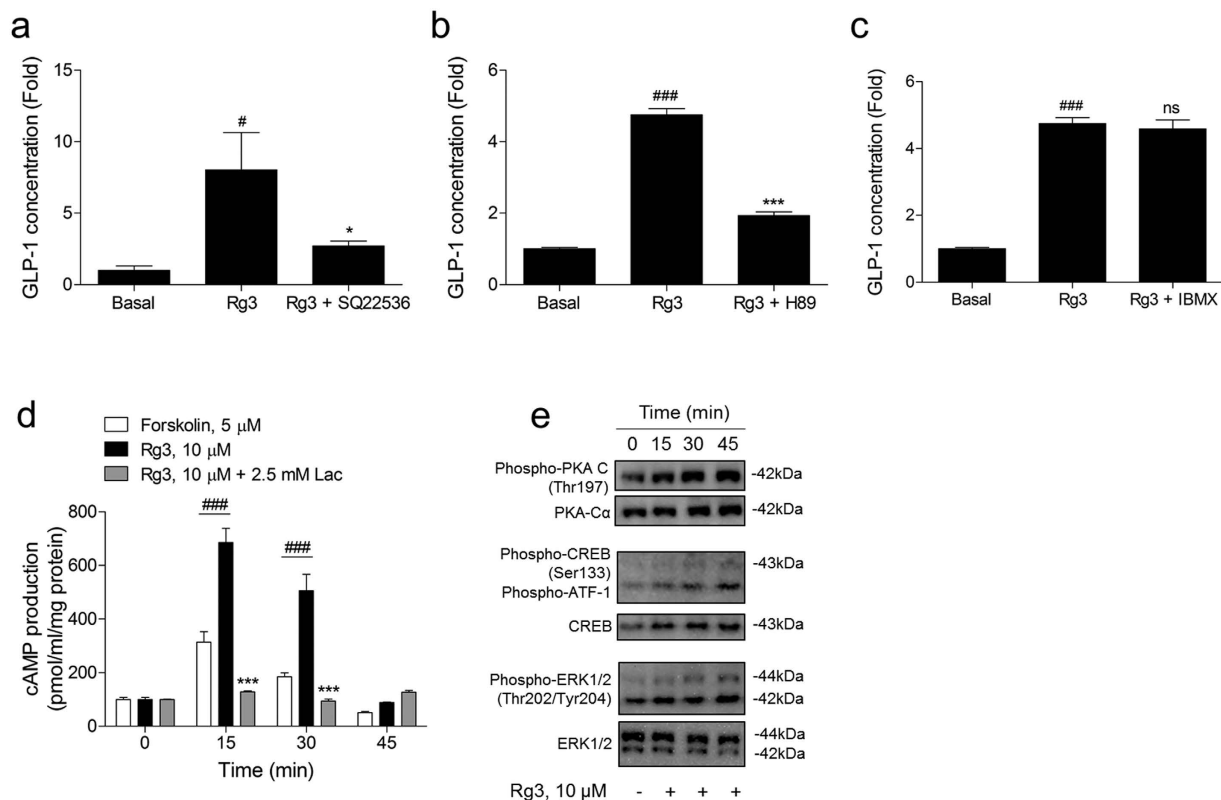 a
GLP-1 concentration (Fold)
15
10
5
0
#
*
Basal
Rg3
Rg3 + SQ22536
b
GLP-1 concentration (Fold)
6
4
2
0
###
***
Basal
Rg3
Rg3 + H89
c
GLP-1 concentration (Fold)
6
4
2
0
###
ns
Basal
Rg3
Rg3 + IBMX
d
Forskolin, 5 μM
Rg3, 10 μM
Rg3, 10 μM + 2.5 mM Lac
cAMP production
(pmol/ml/mg protein)
800
600
400
200
0
###
***
###
***
0
15
30
45
Time (min)
e
Time (min)
0 15 30 45
Phospho-PKA C
(Thr197)
-42kDa
PKA-Cα
-42kDa
Phospho-CREB
(Ser133)
Phospho-ATF-1
-43kDa
CREB
-43kDa
Phospho-ERK1/2
(Thr202/Tyr204)
-44kDa
-42kDa
ERK1/2
-44kDa
-42kDa
Rg3, 10 μM - + + +